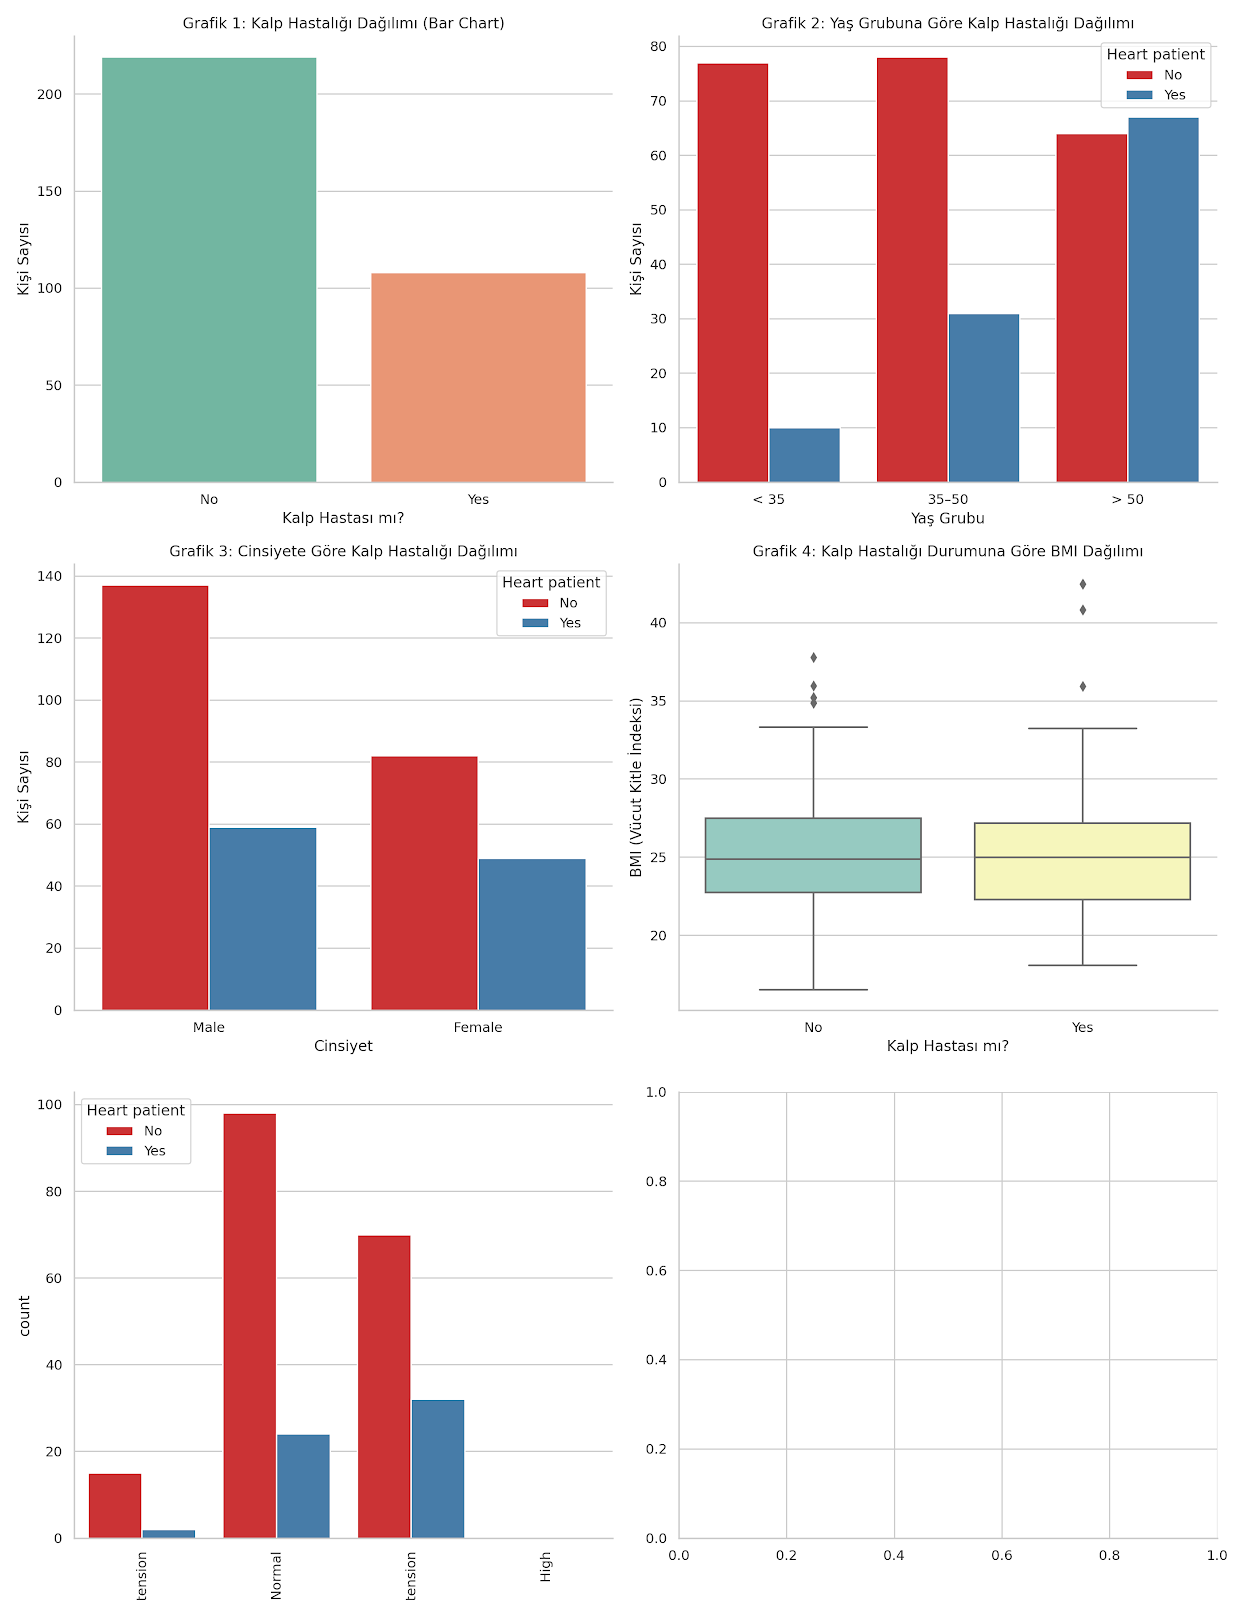 Grafik 1: Kalp Hastalığı Dağılımı (Bar Chart)
Kişi Sayısı
200
150
100
50
0
No
Yes
Kalp Hastası mı?
Grafik 2: Yaş Grubuna Göre Kalp Hastalığı Dağılımı
Heart patient
No
Yes
Kişi Sayısı
80
70
60
50
40
30
20
10
0
< 35
35–50
> 50
Yaş Grubu
Grafik 3: Cinsiyete Göre Kalp Hastalığı Dağılımı
Heart patient
No
Yes
Kişi Sayısı
140
120
100
80
60
40
20
0
Male
Female
Cinsiyet
Grafik 4: Kalp Hastalığı Durumuna Göre BMI Dağılımı
BMI (Vücut Kitle İndeksi)
40
35
30
25
20
No
Yes
Kalp Hastası mı?
Heart patient
No
Yes
count
100
80
60
40
20
0
tension
Normal
tension
High
1.0
0.8
0.6
0.4
0.2
0.0
0.0
0.2
0.4
0.6
0.8
1.0